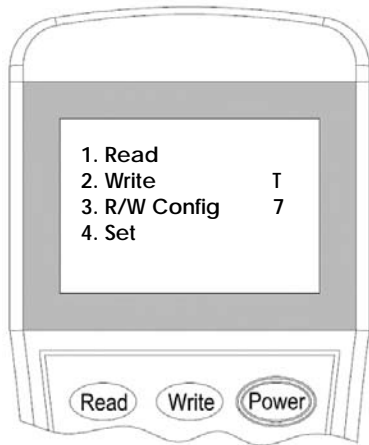 1. Read
2. Write T
3. R/W Config 7
4. Set
Read Write Power